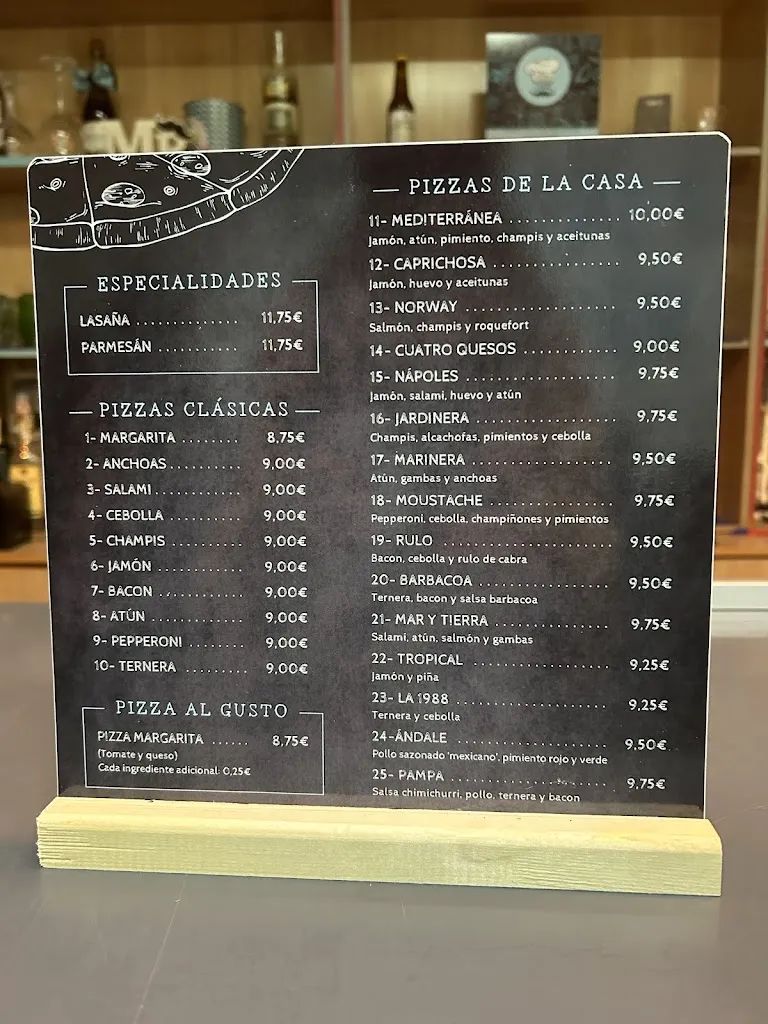 ESPECIALIDADES
LASAÑA ............. 11,75€
PARMESÁN ........... 11,75€
PIZZAS CLÁSICAS
1- MARGARITA ........ 8,75€
2- ANCHOAS .......... 9,00€
3- SALAMI ............ 9,00€
4- CEBOLLA .......... 9,00€
5- CHAMPIS .......... 9,00€
6- JAMÓN ............ 9,00€
7- BACON ............ 9,00€
8- ATÚN ............. 9,00€
9- PEPPERONI ........ 9,00€
10- TERNERA ......... 9,00€
PIZZA AL GUSTO
PIZZA MARGARITA ...... 8,75€
(Tomate y queso)
Cada ingrediente adicional: 0,25€
PIZZAS DE LA CASA
11- MEDITERRÁNEA .............. 10,00€
Jamón, atún, pimiento, champis y aceitunas
12- CAPRICHOSA ................ 9,50€
Jamón, huevo y aceitunas
13- NORWAY .................... 9,50€
Salmón, champis y roquefort
14- CUATRO QUESOS ............ 9,00€
15- NÁPOLES ................... 9,75€
Jamón, salami, huevo y atún
16- JARDINERA ................. 9,75€
Champis, alcachofas, pimientos y cebolla
17- MARINERA .................. 9,50€
Atún, gambas y anchoas
18- MOUSTACHE ................ 9,75€
Pepperoni, cebolla, champiñones y pimientos
19- RULO ...................... 9,50€
Bacon, cebolla y rulo de cabra
20- BARBACOA ................. 9,50€
Ternera, bacon y salsa barbacoa
21- MAR Y TIERRA .............. 9,75€
Salami, atún, salmón y gambas
22- TROPICAL .................. 9,25€
Jamón y piña
23- LA 1988 ................... 9,25€
Ternera y cebolla
24-ÁNDALE .................... 9,50€
Pollo sazonado 'mexicano', pimiento rojo y verde
25- PAMPA ..................... 9,75€
Salsa chimichurri, pollo, ternera y bacon